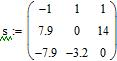 s := ( -1 1 1
7.9 0 14
-7.9 -3.2 0 )